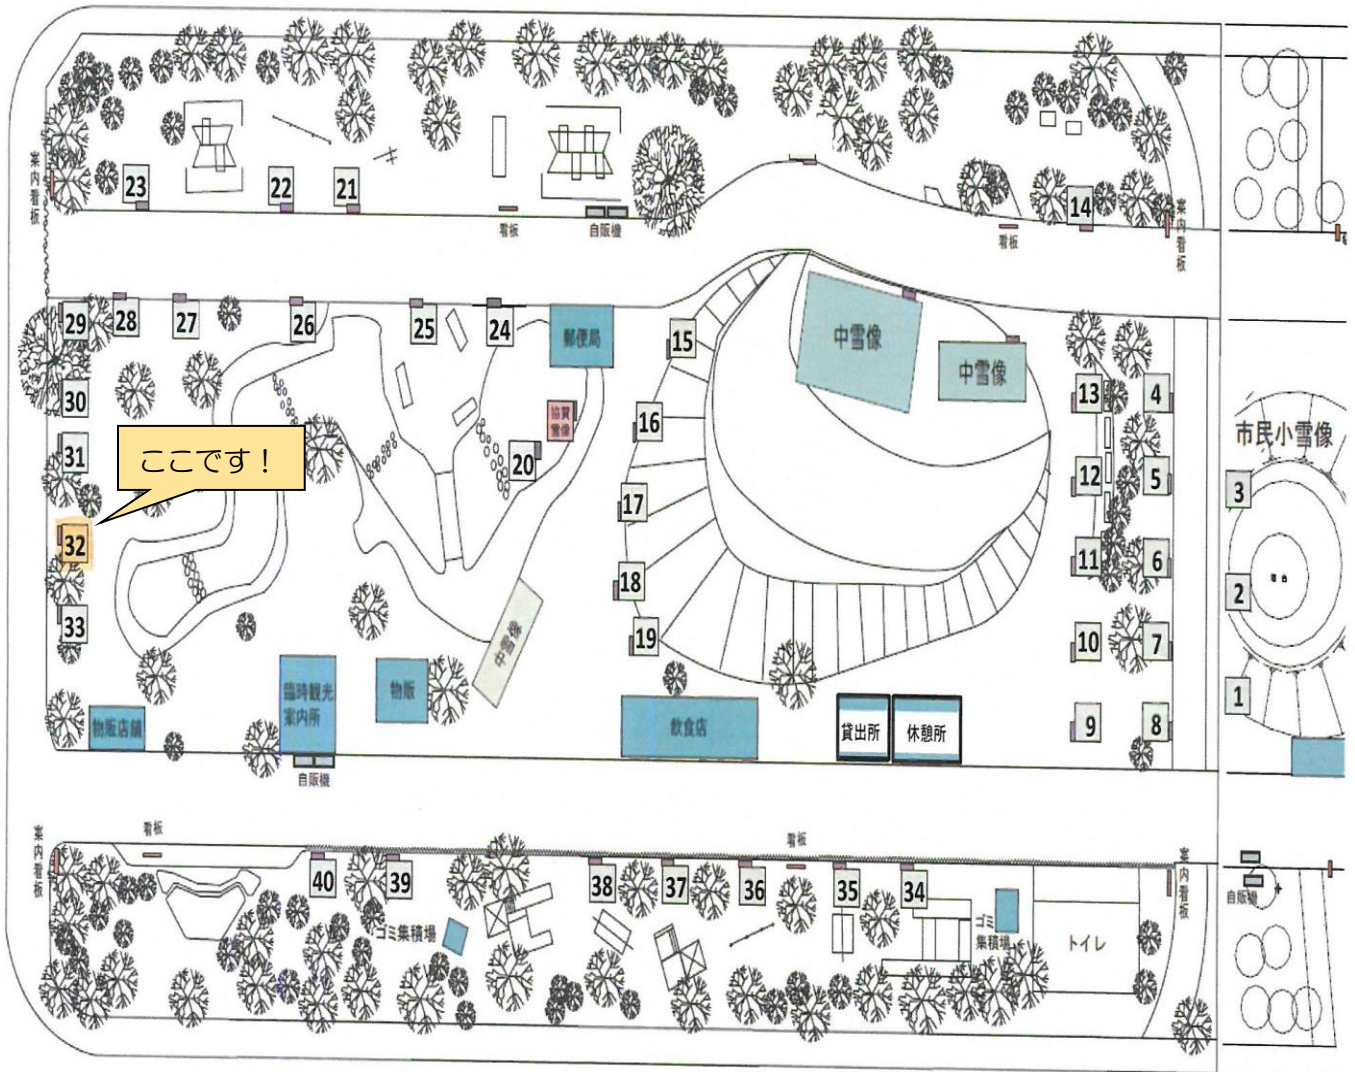 案内看板
23
22
21
看板
自販機
看板
14
案内看板
29
28
27
26
25
24
郵便局
15
中雪像
中雪像
30
協賛
雪像
16
13
4
市民小雪像
31
ここです！
20
12
5
3
17
32
18
11
6
2
33
19
中雪像
10
7
臨時観光
案内所
物販
1
物販店舗
飲食店
貸出所
休憩所
9
8
自販機
案内看板
看板
看板
案内看板
40
39
38
37
36
35
34
自販機
ゴミ集積場
ゴミ
集積場
トイレ